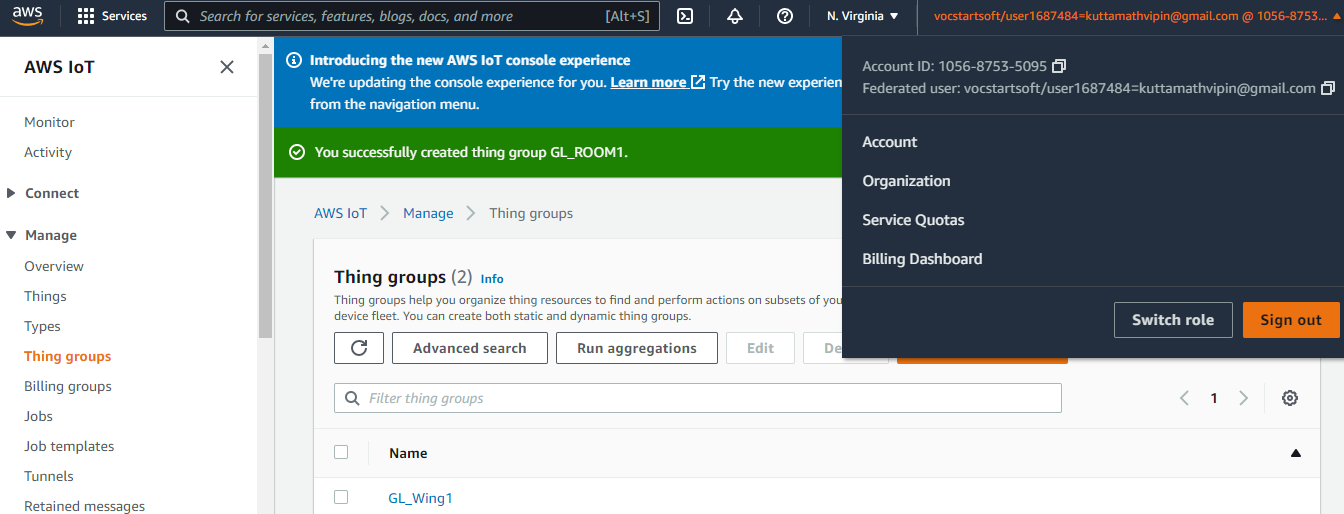 aws
Services
Search for services, features, blogs, docs, and more
[Alt+S]
N. Virginia
vocstartsoft/user1687484=kuttamathvipin@gmail.com @ 1056-8753...
Account ID: 1056-8753-5095
Federated user: vocstartsoft/user1687484=kuttamathvipin@gmail.com
Account
Organization
Service Quotas
Billing Dashboard
Switch role
Sign out
AWS IoT
Monitor
Activity
Connect
Manage
Overview
Things
Types
Thing groups
Billing groups
Jobs
Job templates
Tunnels
Retained messages
Introducing the new AWS IoT console experience
We're updating the console experience for you. Learn more Try the new experien
from the navigation menu.
You successfully created thing group GL_ROOM1.
AWS IoT
Manage
Thing groups
Thing groups (2) Info
Thing groups help you organize thing resources to find and perform actions on subsets of you
device fleet. You can create both static and dynamic thing groups.
Advanced search
Run aggregations
Edit
De
Filter thing groups
1
Name
GL_Wing1